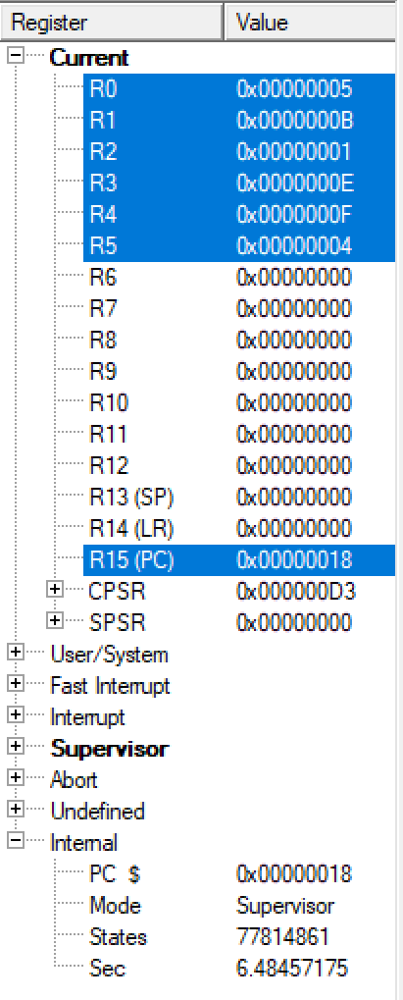 Register Value
Current
R0 0x00000005
R1 0x0000000B
R2 0x00000001
R3 0x0000000E
R4 0x0000000F
R5 0x00000004
R6 0x00000000
R7 0x00000000
R8 0x00000000
R9 0x00000000
R10 0x00000000
R11 0x00000000
R12 0x00000000
R13 (SP) 0x00000000
R14 (LR) 0x00000000
R15 (PC) 0x00000018
CPSR 0x000000D3
SPSR 0x00000000
User/System
Fast Interrupt
Interrupt
Supervisor
Abort
Undefined
Internal
PC $ 0x00000018
Mode Supervisor
States 77814861
Sec 6.48457175